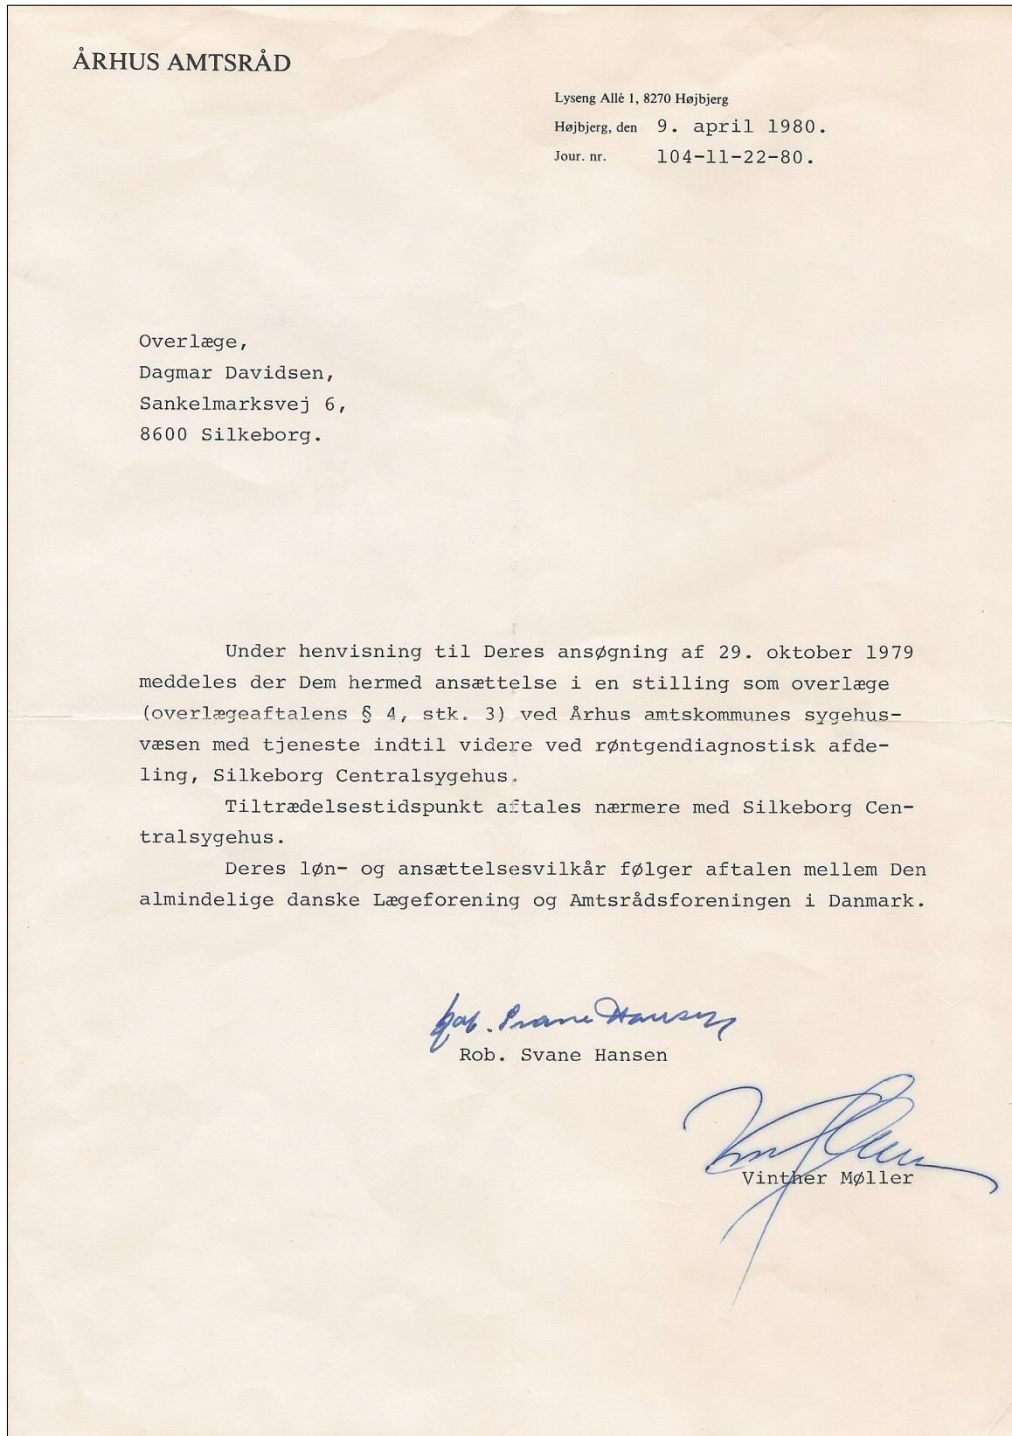 ÅRHUS AMTSRÅD
Lyseng Allé 1, 8270 Højbjerg
Højbjerg, den 9. april 1980.
Jour. nr. 104-11-22-80.
Overlæge,
Dagmar Davidsen,
Sankelmarksvej 6,
8600 Silkeborg.
Under henvisning til Deres ansøgning af 29. oktober 1979
meddeles der Dem hermed ansættelse i en stilling som overlæge
(overlægeaftalens § 4, stk. 3) ved Århus amtskommunes sygehus-
væsen med tjeneste indtil videre ved røntgendiagnostisk afde-
ling, Silkeborg Centralsygehus.
Tiltrædelsestidspunkt aftales nærmere med Silkeborg Cen-
tralsygehus.
Deres løn- og ansættelsesvilkår følger aftalen mellem Den
almindelige danske Lægeforening og Amtsrådsforeningen i Danmark.
Rob. Svane Hansen
Rob. Svane Hansen
Vinther Møller